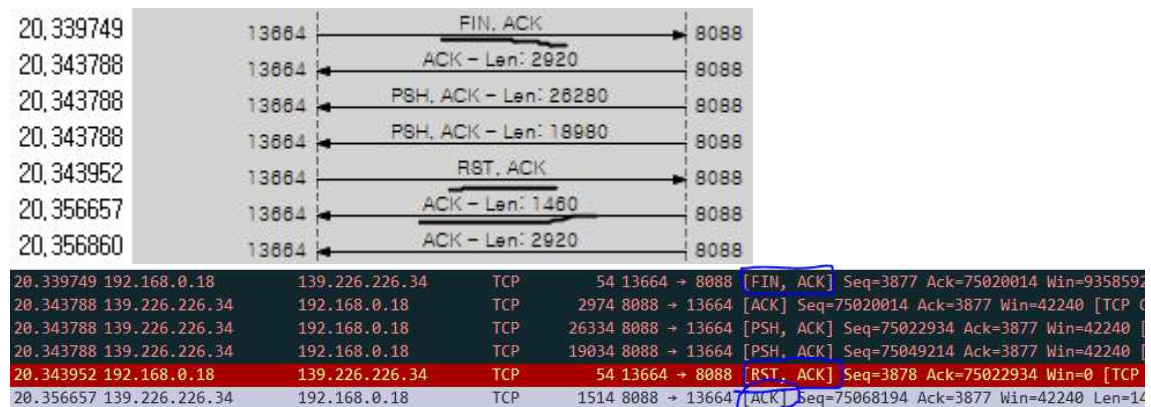 20,339749 13664 FIN, ACK 8088
20,343788 13664 ACK - Len: 2920 8088
20,343788 13664 PSH, ACK - Len: 26280 8088
20,343788 13664 PSH, ACK - Len: 18980 8088
20,343952 13664 RST, ACK 8088
20,356657 13664 ACK - Len: 1460 8088
20,356860 13664 ACK - Len: 2920 8088
20.339749 192.168.0.18 139.226.226.34 TCP 54 13664 → 8088 [FIN, ACK] Seq=3877 Ack=75020014 Win=9358592
20.343788 139.226.226.34 192.168.0.18 TCP 2974 8088 → 13664 [ACK] Seq=75020014 Ack=3877 Win=42240 [TCP
20.343788 139.226.226.34 192.168.0.18 TCP 26334 8088 → 13664 [PSH, ACK] Seq=75022934 Ack=3877 Win=42240 [
20.343788 139.226.226.34 192.168.0.18 TCP 19034 8088 → 13664 [PSH, ACK] Seq=75049214 Ack=3877 Win=42240 [
20.343952 192.168.0.18 139.226.226.34 TCP 54 13664 → 8088 [RST, ACK] Seq=3878 Ack=75022934 Win=0 [TCP
20.356657 139.226.226.34 192.168.0.18 TCP 1514 8088 → 13664 [ACK] Seq=75068194 Ack=3877 Win=42240 Len=14